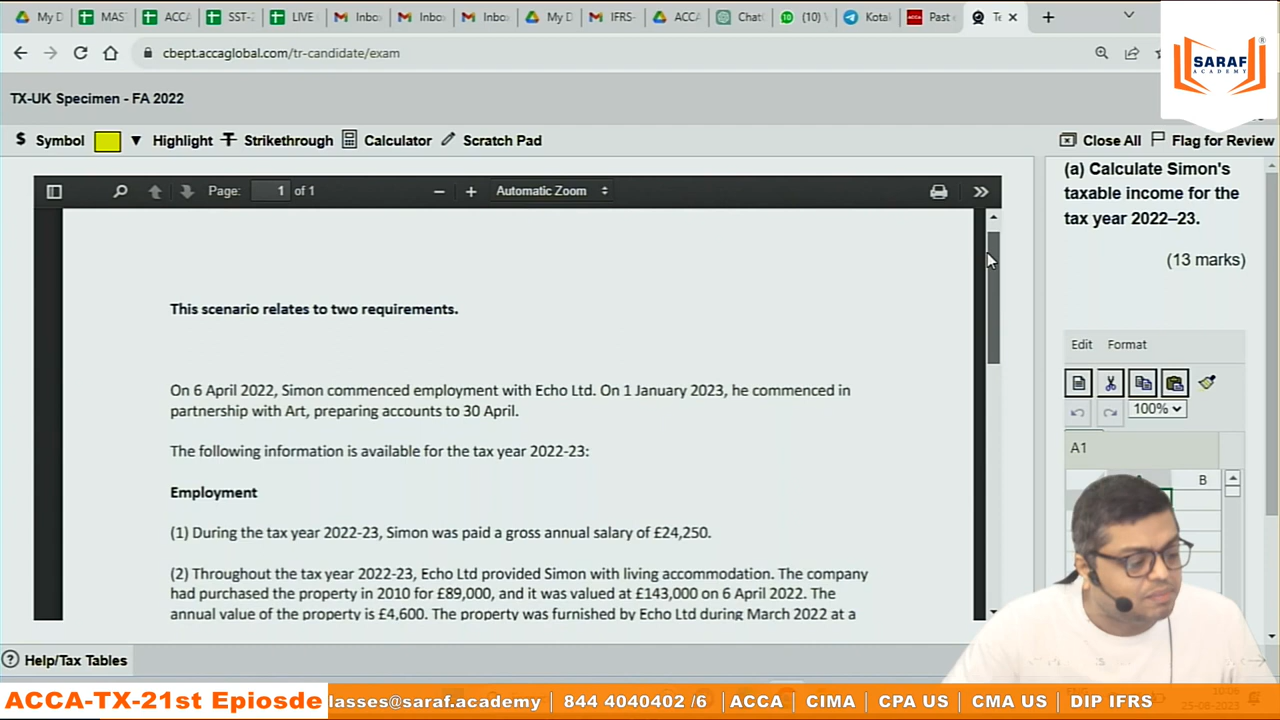 My D
MAST
ACCA
SST-2
LIVE
Inbo
Inbo
Inbo
My D
IFRS-
ACCA
Chat
(10) 
Kotak
Past
Te
cbept.accaglobal.com/tr-candidate/exam
SARAF
ACADEMY
TX-UK Specimen - FA 2022
$ Symbol Highlight Strikethrough Calculator Scratch Pad Close All Flag for Review
Page: 1 of 1 Automatic Zoom
This scenario relates to two requirements.
On 6 April 2022, Simon commenced employment with Echo Ltd. On 1 January 2023, he commenced in
partnership with Art, preparing accounts to 30 April.
The following information is available for the tax year 2022-23:
Employment
(1) During the tax year 2022-23, Simon was paid a gross annual salary of £24,250.
(2) Throughout the tax year 2022-23, Echo Ltd provided Simon with living accommodation. The company
had purchased the property in 2010 for £89,000, and it was valued at £143,000 on 6 April 2022. The
annual value of the property is £4,600. The property was furnished by Echo Ltd during March 2022 at a
(a) Calculate Simon's
taxable income for the
tax year 2022–23.
(13 marks)
Edit Format
100%
A1
B
Help/Tax Tables
10:06
25-08-2023
ACCA-TX-21st Epiosde
lasses@saraf.academy | 844 4040402 /6 | ACCA | CIMA | CPA US | CMA US | DIP IFRS